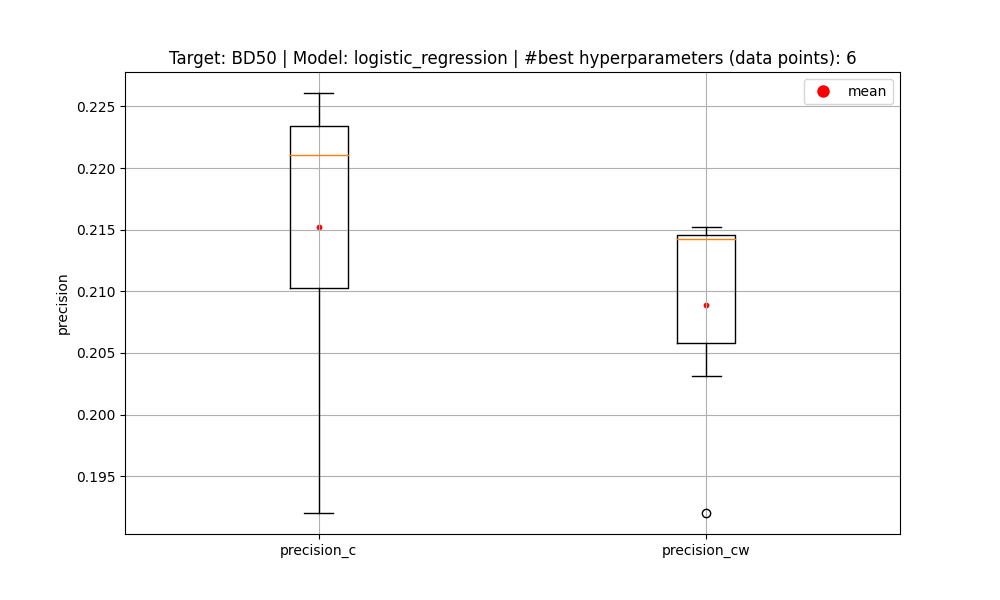 Target: BD50 | Model: logistic_regression | #best hyperparameters (data points): 6
mean
0.225
0.220
0.215
0.210
0.205
0.200
0.195
precision
precision_c
precision_cw